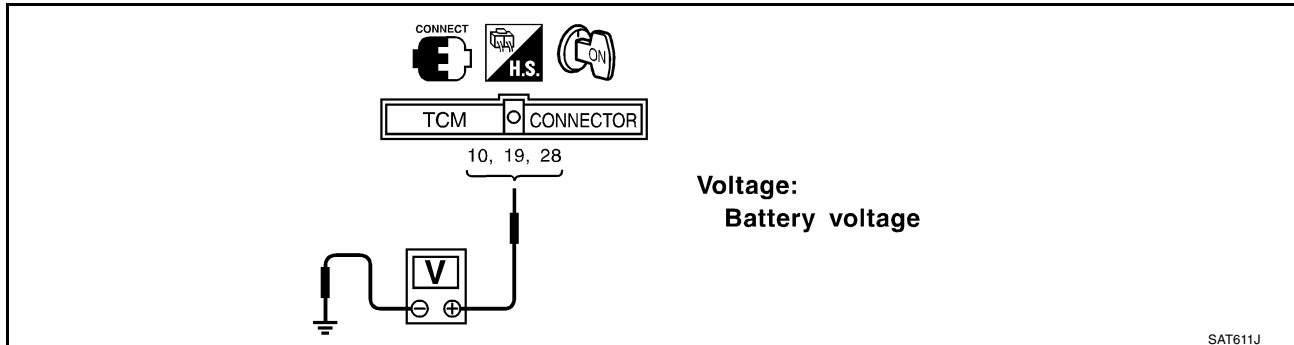 CONNECT
H.S.
ON
TCM CONNECTOR
10, 19, 28
Voltage:
Battery voltage
V
SAT611J